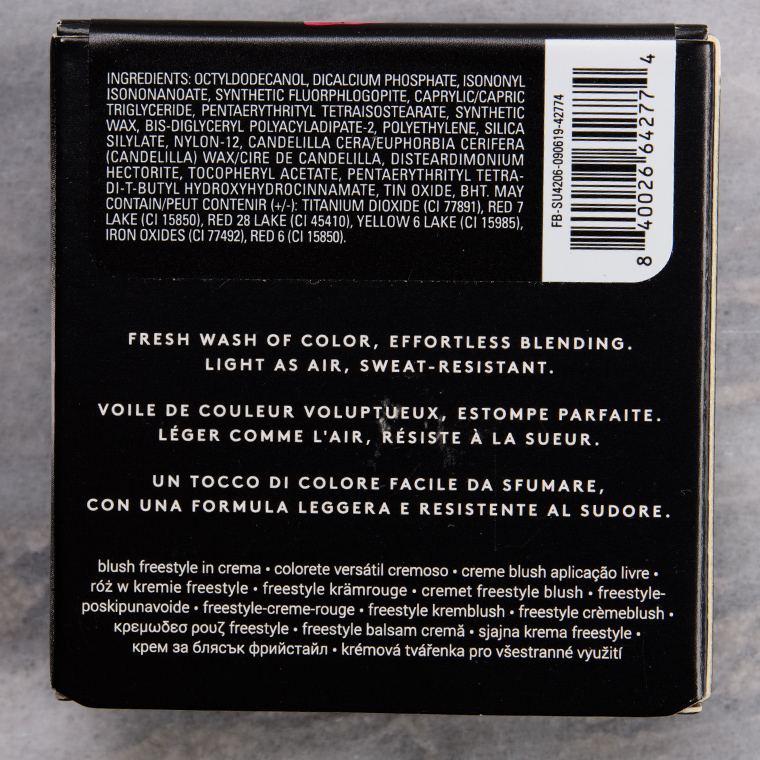 INGREDIENTS: OCTYLDODECANOL, DICALCIUM PHOSPHATE, ISONONYL
ISONONANOATE, SYNTHETIC FLUORPHLOGOPITE, CAPRYLIC/CAPRIC
TRIGLYCERIDE, PENTAERYTHRITYL TETRAISOSTEARATE, SYNTHETIC
WAX, BIS-DIGLYCERYL POLYACYLADIPATE-2, POLYETHYLENE, SILICA
SILYLATE, NYLON-12, CANDELILLA CERA/EUPHORBIA CERIFERA
(CANDELILLA) WAX/CIRE DE CANDELILLA, DISTEARDIMONIUM
HECTORITE, TOCOPHERYL ACETATE, PENTAERYTHRITYL TETRA-
DI-T-BUTYL HYDROXYHYDROCINNAMATE, TIN OXIDE, BHT. MAY
CONTAIN/PEUT CONTENIR (+/-): TITANIUM DIOXIDE (CI 77891), RED 7
LAKE (CI 15850), RED 28 LAKE (CI 45410), YELLOW 6 LAKE (CI 15985),
IRON OXIDES (CI 77492), RED 6 (CI 15850).
FB-SU4206-090619-42774
8 40026 64277 4
FRESH WASH OF COLOR, EFFORTLESS BLENDING.
LIGHT AS AIR, SWEAT-RESISTANT.
VOILE DE COULEUR VOLUPTUEUX, ESTOMPE PARFAITE.
LÉGER COMME L'AIR, RÉSISTE À LA SUEUR.
UN TOCCO DI COLORE FACILE DA SFUMARE,
CON UNA FORMULA LEGGERA E RESISTENTE AL SUDORE.
blush freestyle in crema • colorete versátil cremoso • creme blush aplicação livre •
róż w kremie freestyle • freestyle krämrouge • cremet freestyle blush • freestyle-
poskipunavoide • freestyle-creme-rouge • freestyle kremblush • freestyle crèmeblush •
κρεμωδεσ ρουζ freestyle • freestyle balsam cremă • sjajna krema freestyle •
крем за блясък фрийстайл • krémová tvářenka pro všestranné využití